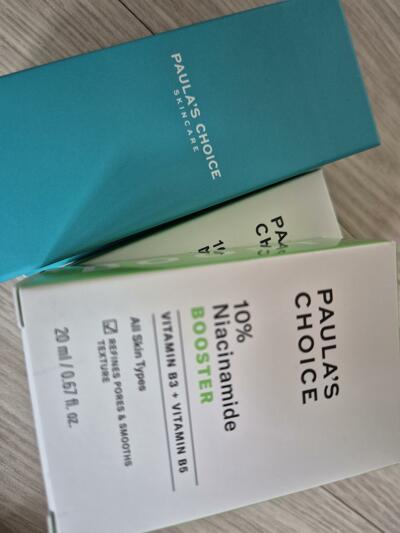 PAULA'S CHOICE
SKINCARE
PAULA'S
CHOICE
10%
Niacinamide
BOOSTER
VITAMIN B3 + VITAMIN B5
All Skin Types
REFINES PORES & SMOOTHS
TEXTURE
20 ml / 0.67 fl. oz.